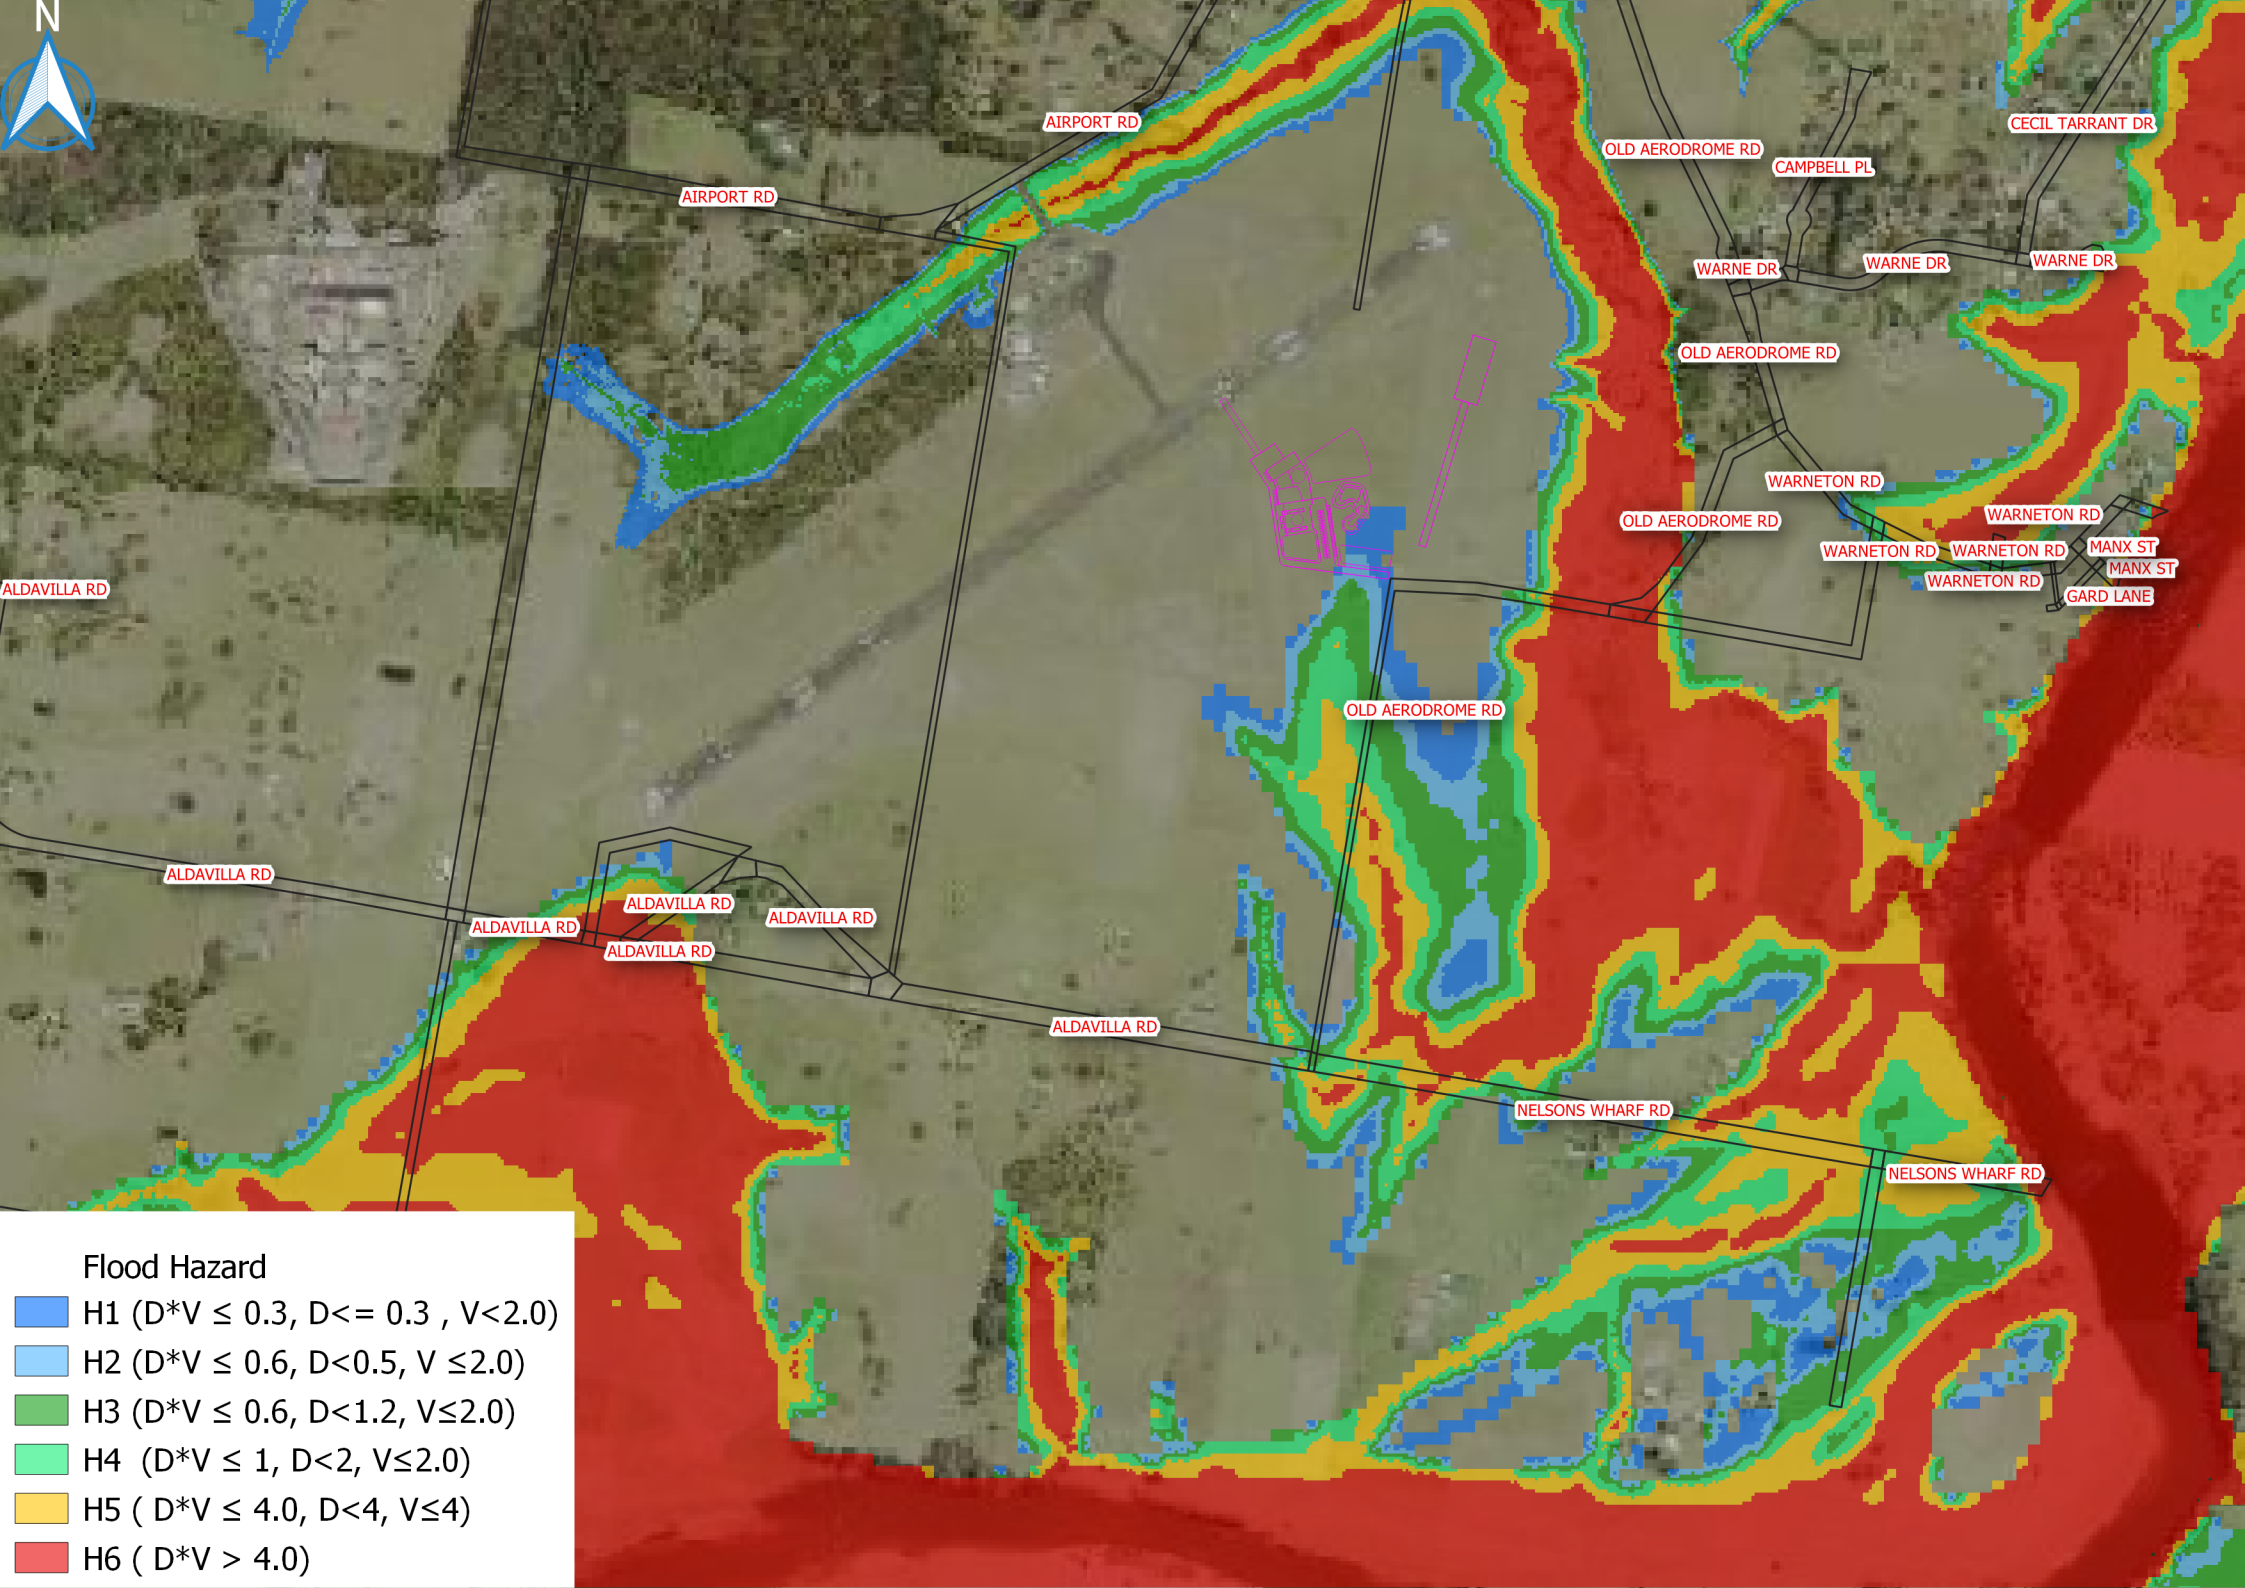 N
AIRPORT RD
CECIL TARRANT DR
OLD AERODROME RD
CAMPBELL PL
AIRPORT RD
WARNE DR
WARNE DR
WARNE DR
OLD AERODROME RD
WARNETON RD
WARNETON RD
OLD AERODROME RD
WARNETON RD
WARNETON RD
MANX ST
MANX ST
WARNETON RD
ALDAVILLA RD
GARD LANE
OLD AERODROME RD
ALDAVILLA RD
ALDAVILLA RD
ALDAVILLA RD
ALDAVILLA RD
ALDAVILLA RD
ALDAVILLA RD
NELSONS WHARF RD
NELSONS WHARF RD
Flood Hazard
H1 (D*V ≤ 0.3, D<= 0.3 , V<2.0)
H2 (D*V ≤ 0.6, D<0.5, V ≤2.0)
H3 (D*V ≤ 0.6, D<1.2, V≤2.0)
H4 (D*V ≤ 1, D<2, V≤2.0)
H5 ( D*V ≤ 4.0, D<4, V≤4)
H6 ( D*V > 4.0)